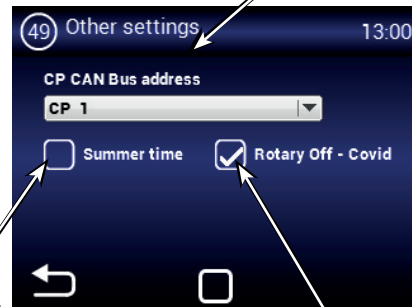 49 Other settings 13:00
CP CAN Bus address
CP 1
Summer time Rotary Off - Covid